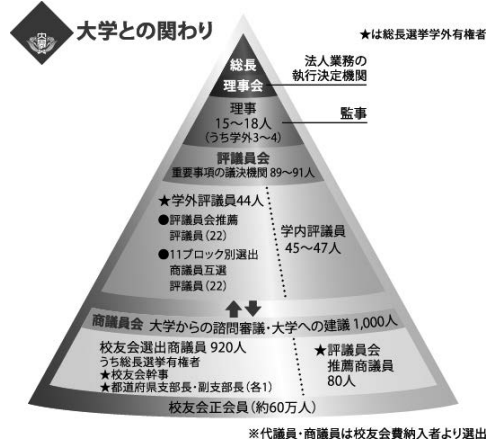 大学との関わり
★は総長選挙学外有権者
総長
理事会
法人業務の
執行決定機関
理事
15～18人
(うち学外3～4)
監事
評議員会
重要事項の議決機関 89～91人
★学外評議員44人
●評議員会推薦
評議員(22)
●11ブロック別選出
商議員互選
評議員(22)
学内評議員
45～47人
商議員会 大学からの諮問審議・大学への建議 1,000人
校友会選出商議員 920人
うち総長選挙有権者
★校友会幹事
★都道府県支部長・副支部長(各1)
★評議員会
推薦商議員
80人
校友会正会員(約60万人)
※代議員・商議員は校友会費納入者より選出